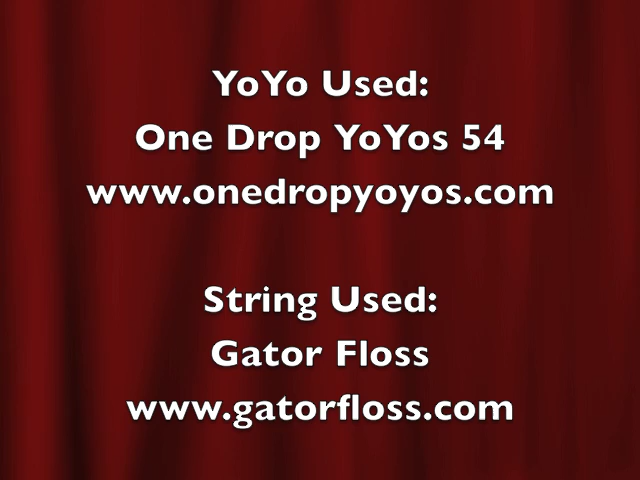 YoYo Used:
One Drop YoYos 54
www.onedropyoyos.com
String Used:
Gator Floss
www.gatorfloss.com